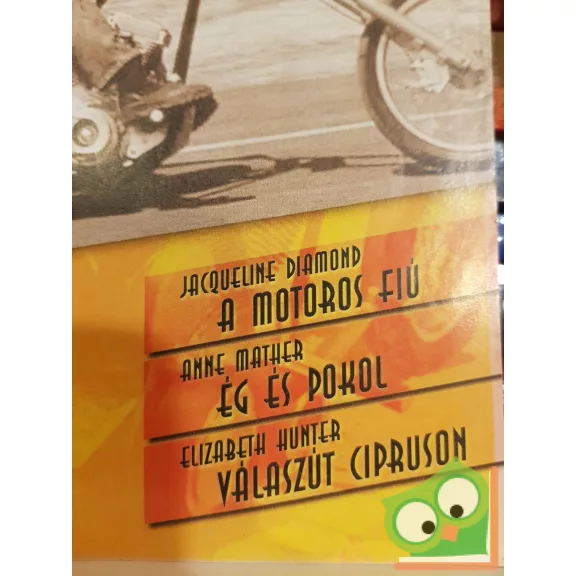 JACQUELINE DIAMOND
A MOTOROS FIÚ
ANNE MATHER
ÉG ÉS POKOL
ELIZABETH HUNTER
VÁLASZÚT CIPRUSON